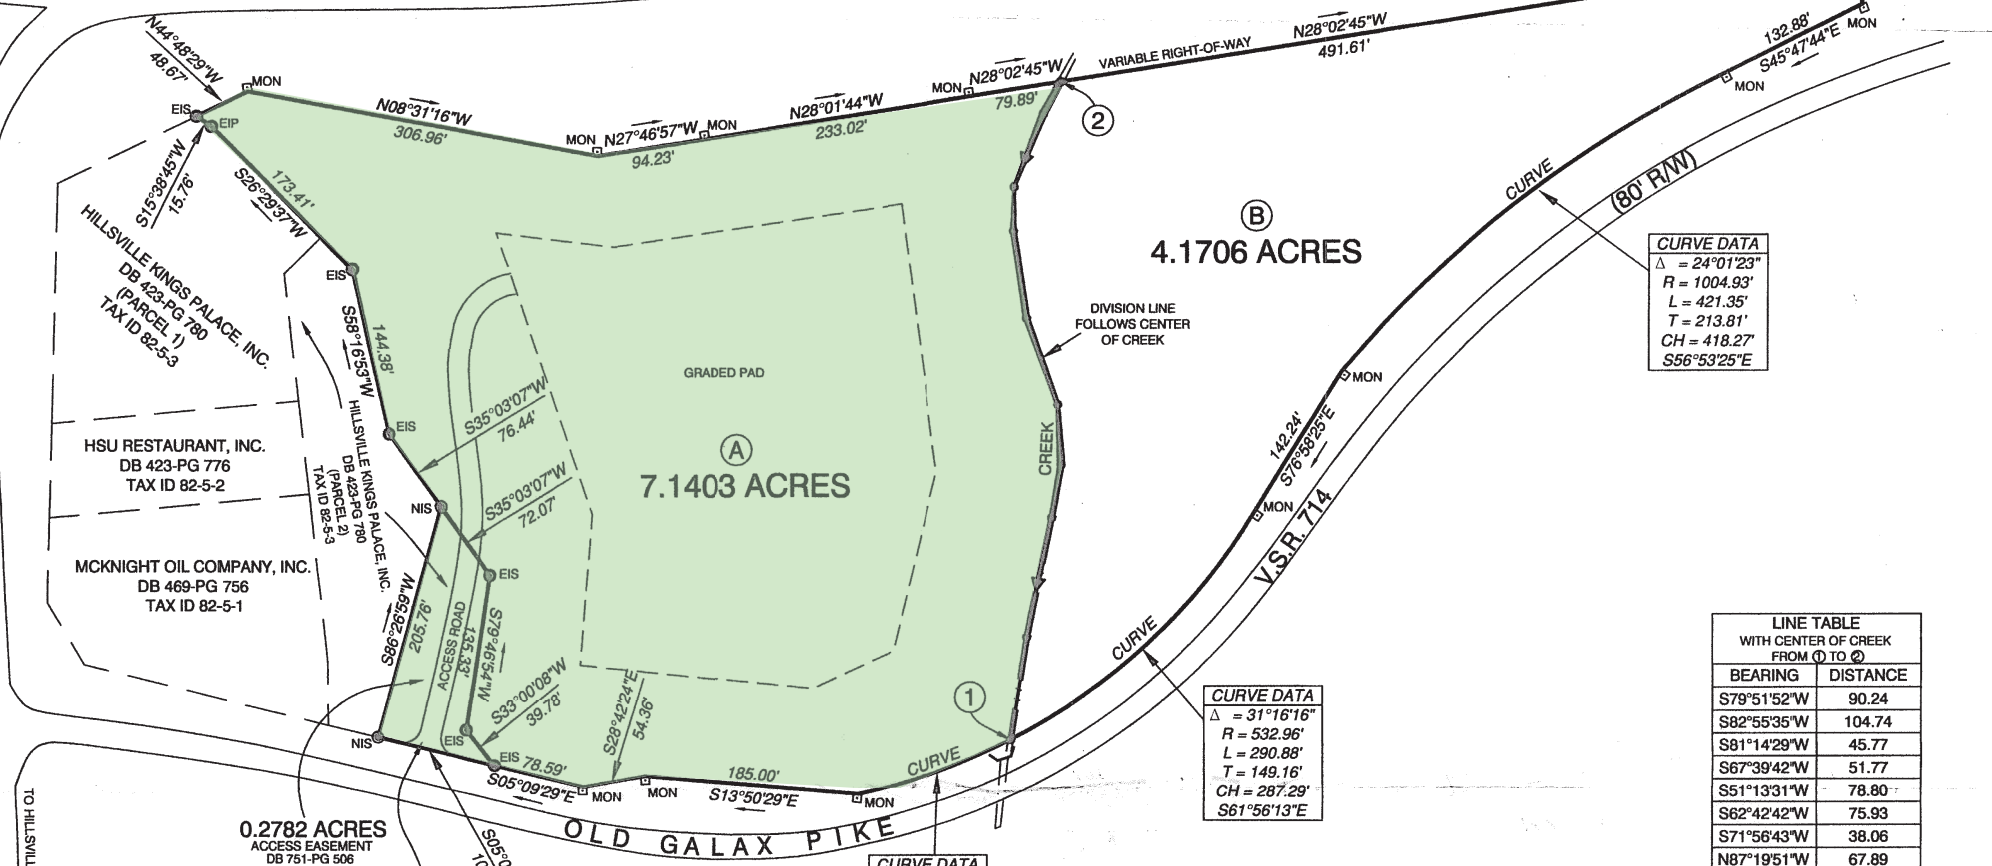 N44°48'29"W
48.67'
MON
EIS
EIP
S15°38'45"W
15.76'
N08°31'16"W
306.96'
MON
N27°46'57"W
94.23'
MON
N28°01'44"W
233.02'
MON
N28°02'45"W
79.89'
2
VARIABLE RIGHT-OF-WAY
N28°02'45"W
491.61'
132.88'
S45°47'44"E
MON
MON
173.41'
S26°29'37"W
EIS
HILLSVILLE KINGS PALACE, INC.
DB 423-PG 780
(PARCEL 1)
TAX ID 82-5-3
144.38'
S58°16'53"W
EIS
HILLSVILLE KINGS PALACE, INC.
DB 423-PG 780
(PARCEL 2)
TAX ID 82-5-3
HSU RESTAURANT, INC.
DB 423-PG 776
TAX ID 82-5-2
MCKNIGHT OIL COMPANY, INC.
DB 469-PG 756
TAX ID 82-5-1
S35°03'07"W
76.44'
S35°03'07"W
72.07'
NIS
EIS
S86°26'59"W
205.76'
ACCESS ROAD
135.33'
S79°46'54"W
S33°00'08"W
39.78'
NIS
EIS
EIS
78.59'
S05°09'29"E
S28°42'24"E
54.36'
MON
MON
185.00'
S13°50'29"E
MON
CURVE
1
GRADED PAD
A
7.1403 ACRES
CREEK
DIVISION LINE
FOLLOWS CENTER
OF CREEK
B
4.1706 ACRES
CURVE
(80' R/W)
CURVE DATA
Δ = 24°01'23"
R = 1004.93'
L = 421.35'
T = 213.81'
CH = 418.27'
S56°53'25"E
MON
142.24'
S76°58'25"E
MON
V.S.R. 714
CURVE
CURVE DATA
Δ = 31°16'16"
R = 532.96'
L = 290.88'
T = 149.16'
CH = 287.29'
S61°56'13"E
LINE TABLE
WITH CENTER OF CREEK
FROM 1 TO 2
BEARING DISTANCE
S79°51'52"W 90.24
S82°55'35"W 104.74
S81°14'29"W 45.77
S67°39'42"W 51.77
S51°13'31"W 78.80
S62°42'42"W 75.93
S71°56'43"W 38.06
N87°19'51"W 67.89
OLD GALAX PIKE
CURVE DATA
0.2782 ACRES
ACCESS EASEMENT
DB 751-PG 506
TO HILLSVILL
S05°0
10